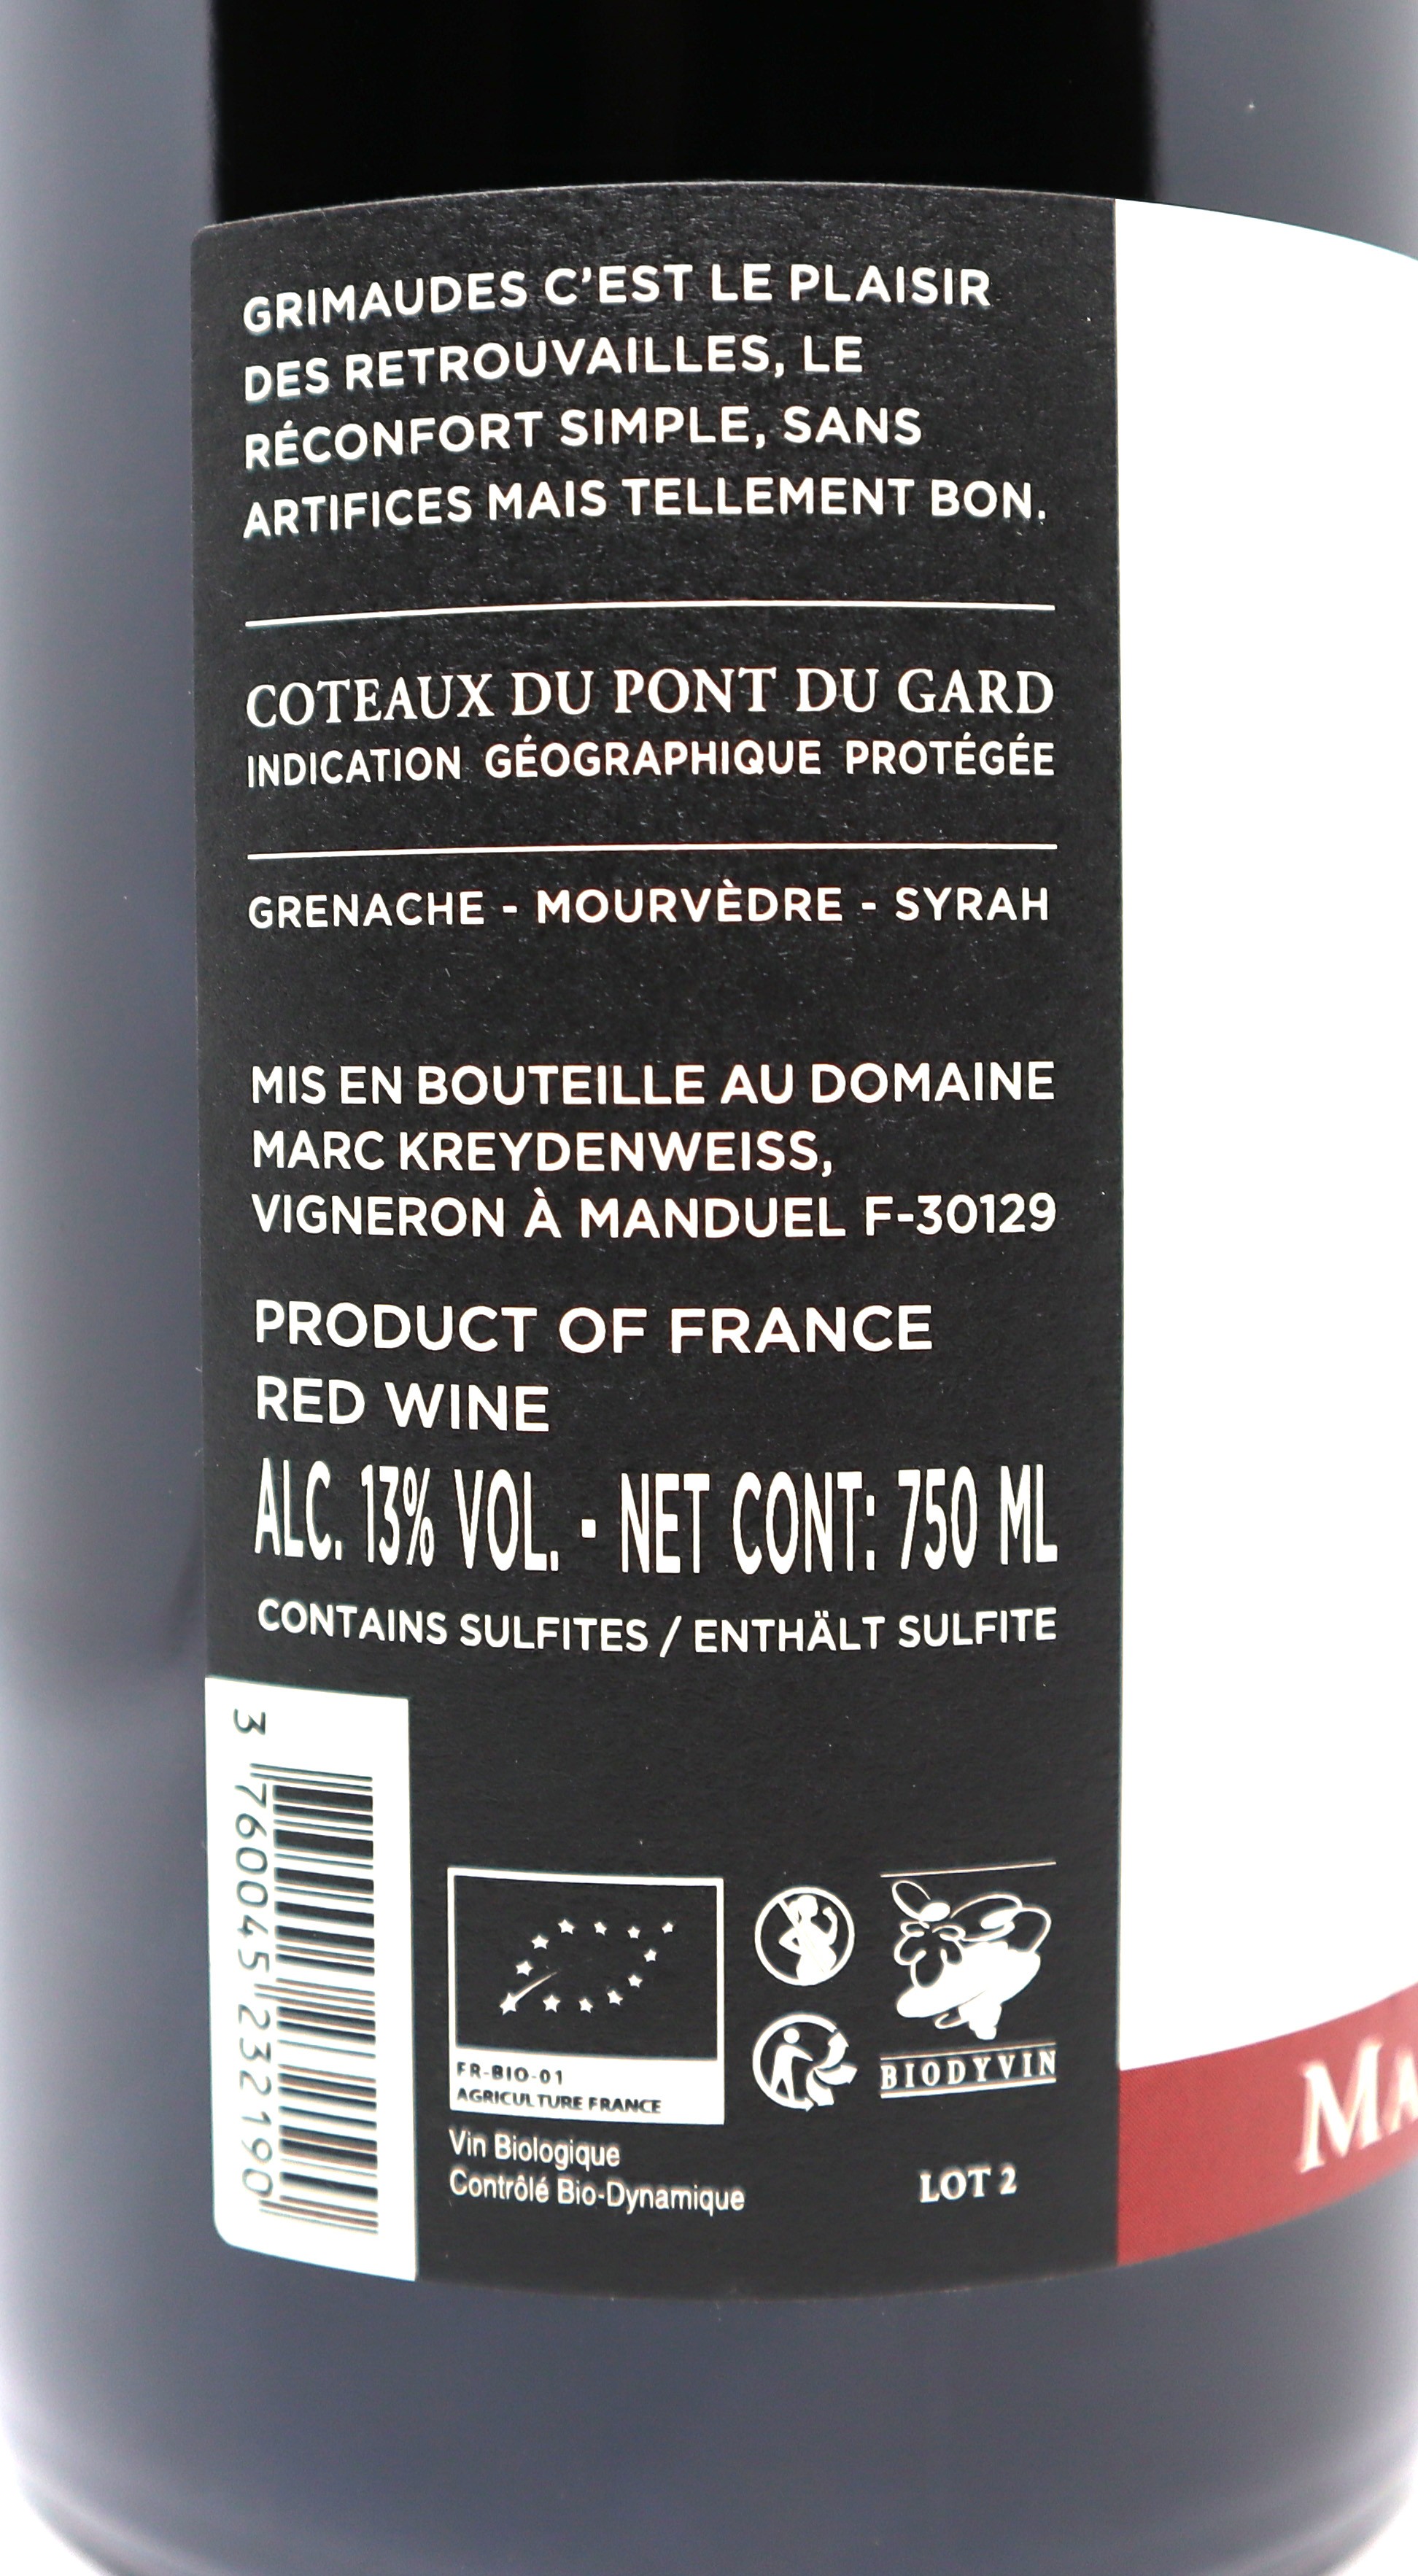 GRIMAUDES C'EST LE PLAISIR
DES RETROUVAILLES, LE
RÉCONFORT SIMPLE, SANS
ARTIFICES MAIS TELLEMENT BON.
COTEAUX DU PONT DU GARD
INDICATION GÉOGRAPHIQUE PROTÉGÉE
GRENACHE - MOURVÈDRE - SYRAH
MIS EN BOUTEILLE AU DOMAINE
MARC KREYDENWEISS,
VIGNERON À MANDUEL F-30129
PRODUCT OF FRANCE
RED WINE
ALC. 13% VOL. - NET CONT: 750 ML
CONTAINS SULFITES / ENTHÄLT SULFITE
3 760045 232190
FR-BIO-01
AGRICULTURE FRANCE
Vin Biologique
Contrôlé Bio-Dynamique
BIODYVIN
LOT 2